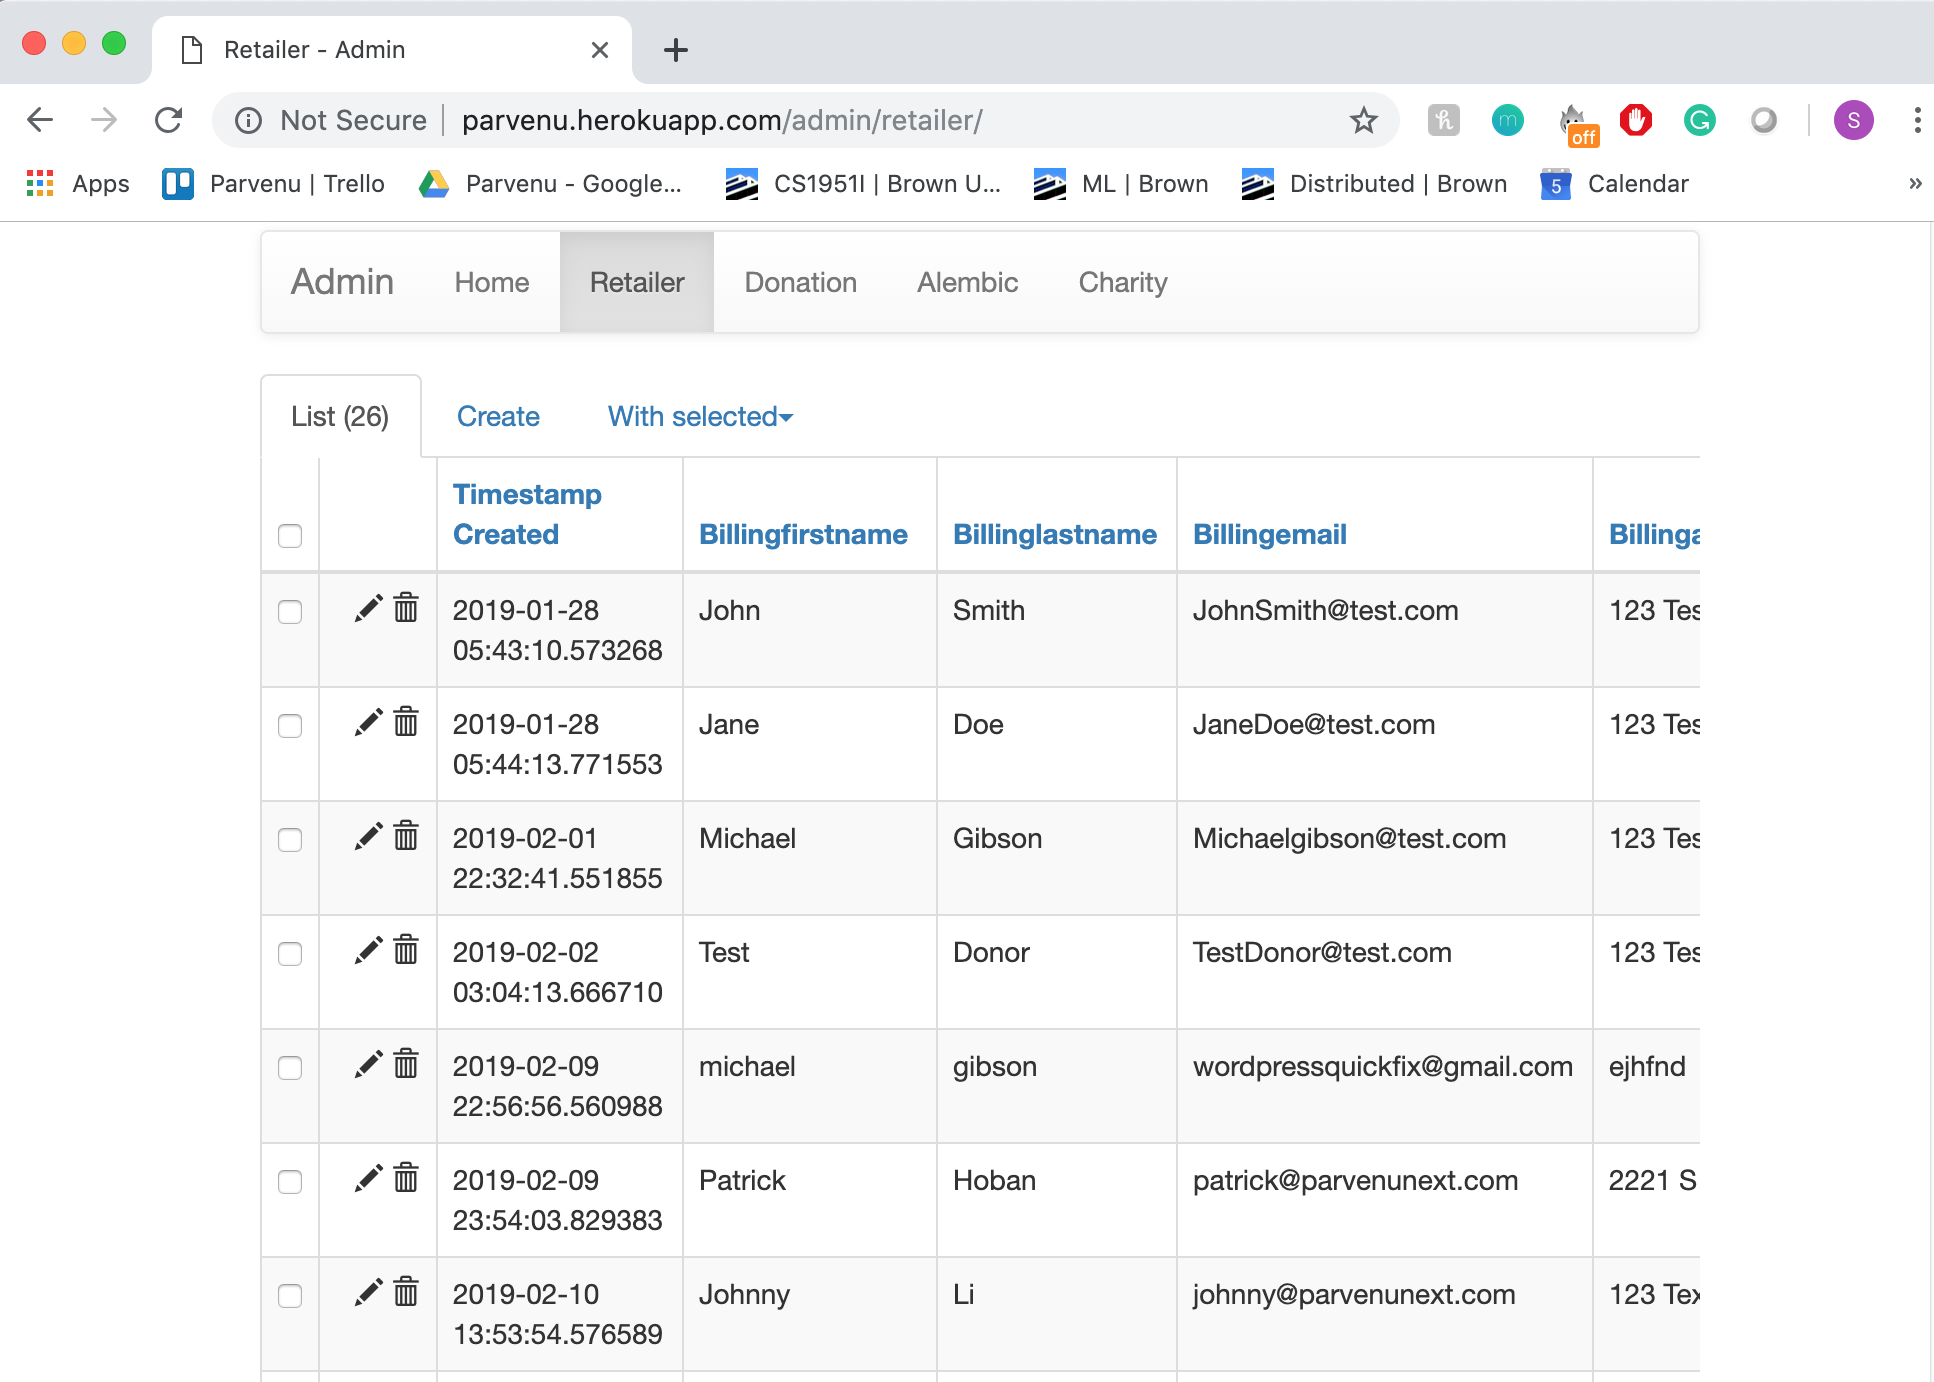 Retailer - Admin
Not Secure | parvenu.herokuapp.com/admin/retailer/
off
S
Apps
Parvenu | Trello
Parvenu - Google...
CS1951I | Brown U...
ML | Brown
Distributed | Brown
5
Calendar
»
Admin Home Retailer Donation Alembic Charity
List (26) Create With selected
Timestamp
Created Billingfirstname Billinglastname Billingemail Billinga
2019-01-28 John Smith JohnSmith@test.com 123 Tes
05:43:10.573268
2019-01-28 Jane Doe JaneDoe@test.com 123 Tes
05:44:13.771553
2019-02-01 Michael Gibson Michaelgibson@test.com 123 Tes
22:32:41.551855
2019-02-02 Test Donor TestDonor@test.com 123 Tes
03:04:13.666710
2019-02-09 michael gibson wordpressquickfix@gmail.com ejhfnd
22:56:56.560988
2019-02-09 Patrick Hoban patrick@parvenunext.com 2221 S
23:54:03.829383
2019-02-10 Johnny Li johnny@parvenunext.com 123 Tex
13:53:54.576589